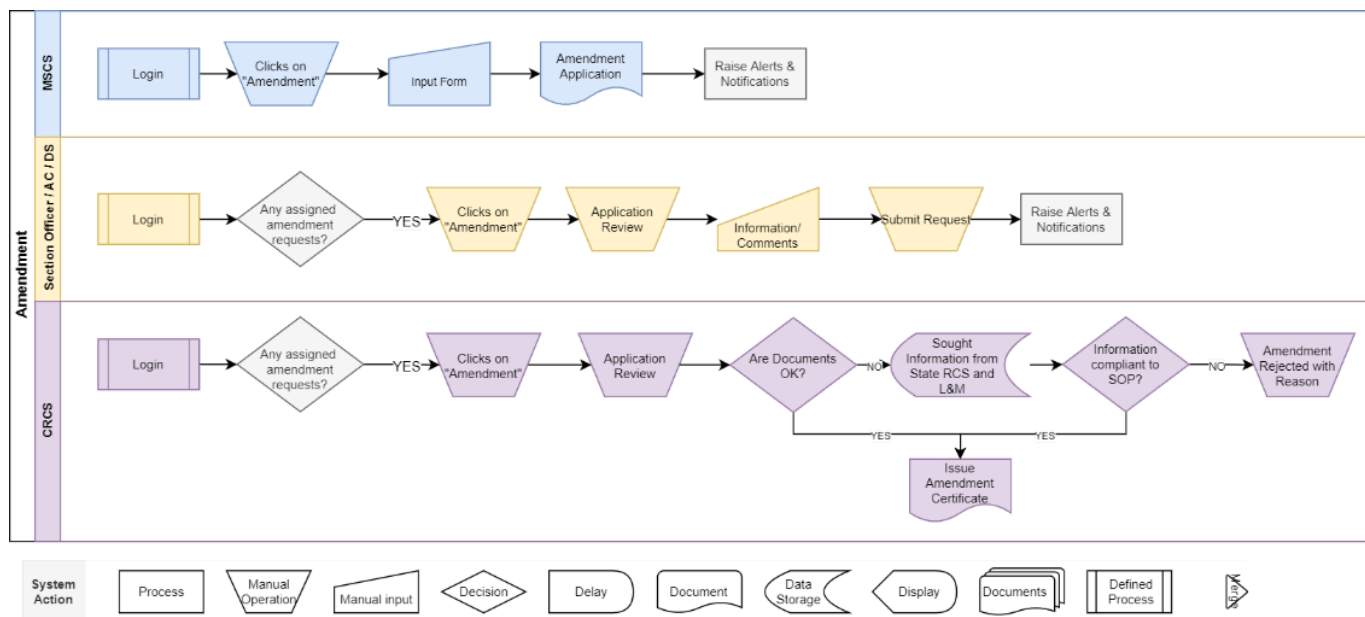 Amendment
MSCS
Login
Clicks on
"Amendment"
Input Form
Amendment
Application
Raise Alerts &
Notifications
Section Officer / AC / DS
Login
Any assigned
amendment
requests?
YES
Clicks on
"Amendment"
Application
Review
Information/
Comments
Submit Request
Raise Alerts &
Notifications
CRCS
Login
Any assigned
amendment
requests?
YES
Clicks on
"Amendment"
Application
Review
Are Documents
OK?
NO
Sought
Information from
State RCS and
L&M
Information
compliant to
SOP?
NO
Amendment
Rejected with
Reason
YES
YES
Issue
Amendment
Certificate
System
Action
Process
Manual
Operation
Manual input
Decision
Delay
Document
Data
Storage
Display
Documents
Defined
Process
Merge